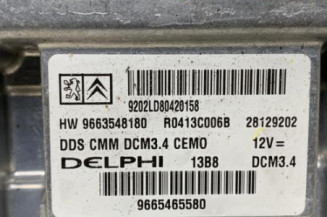 9202LD80420158
HW 9663548180 R0413C006B 28129202
DDS CMM DCM3.4 CEMO 12V=
DELPHI 13B8 DCM3.4
9665465580